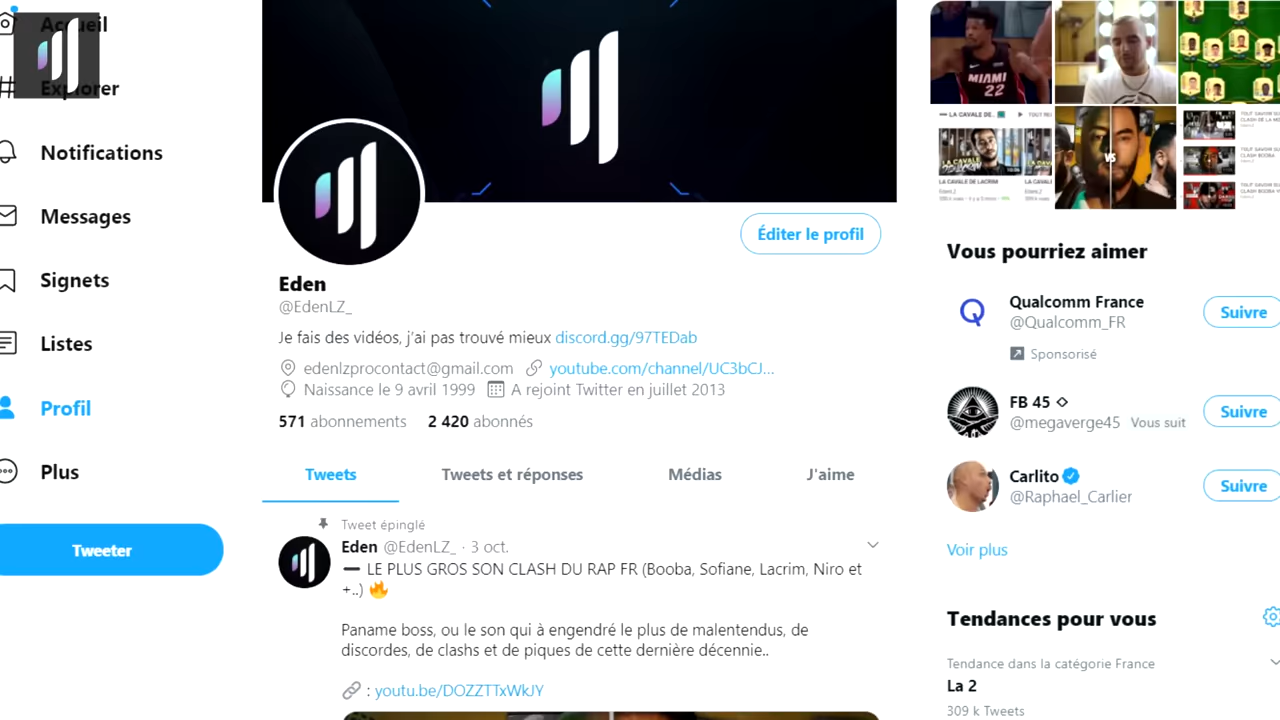 Accueil
Explorer
Notifications
Messages
Signets
Listes
Profil
Plus
Tweeter
Éditer le profil
Eden
@EdenLZ_
Je fais des vidéos, j'ai pas trouvé mieux discord.gg/97TEDab
edenlzprocontact@gmail.com youtube.com/channel/UC3bCJ...
Naissance le 9 avril 1999 A rejoint Twitter en juillet 2013
571 abonnements 2 420 abonnés
Tweets Tweets et réponses Médias J'aime
Tweet épinglé
Eden @EdenLZ_ · 3 oct.
➖ LE PLUS GROS SON CLASH DU RAP FR (Booba, Sofiane, Lacrim, Niro et
+..) 🔥
Paname boss, ou le son qui à engendré le plus de malentendus, de
discordes, de clashs et de piques de cette dernière décennie..
🔗 : youtu.be/DOZZTTxWkJY
MIAMI
22
LA CAVALE DE..
LA CAVALE
LA CAVALE DE LACRIM
VS
Vous pourriez aimer
Qualcomm France
@Qualcomm_FR
Suivre
Sponsorisé
FB 45 ◇
@megaverge45 Vous suit
Suivre
Carlito
@Raphael_Carlier
Suivre
Voir plus
Tendances pour vous
Tendance dans la catégorie France
La 2
309 k Tweets